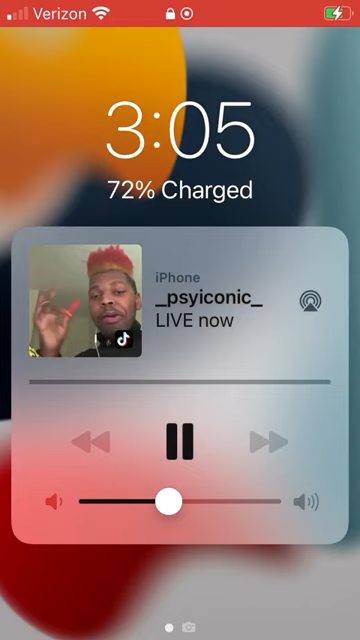 Verizon
3:05
72% Charged
iPhone
_psyiconic_
LIVE now